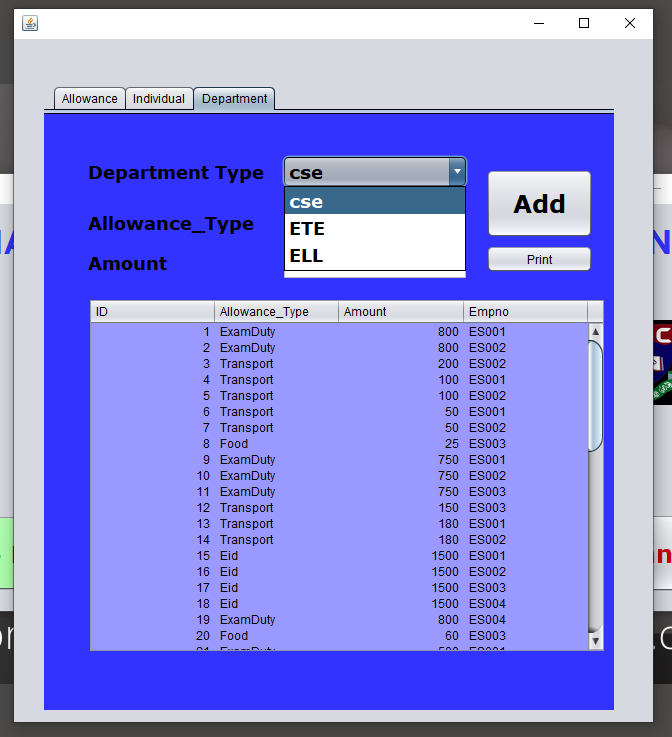 Allowance Individual Department
Department Type cse
cse
ETE
ELL
Allowance_Type
Amount
Add
Print
ID Allowance_Type Amount Empno
1 ExamDuty 800 ES001
2 ExamDuty 800 ES002
3 Transport 200 ES002
4 Transport 100 ES001
5 Transport 100 ES002
6 Transport 50 ES001
7 Transport 50 ES002
8 Food 25 ES003
9 ExamDuty 750 ES001
10 ExamDuty 750 ES002
11 ExamDuty 750 ES003
12 Transport 150 ES003
13 Transport 180 ES001
14 Transport 180 ES002
15 Eid 1500 ES001
16 Eid 1500 ES002
17 Eid 1500 ES003
18 Eid 1500 ES004
19 ExamDuty 800 ES004
20 Food 60 ES003
21 ExamDuty 500 ES001